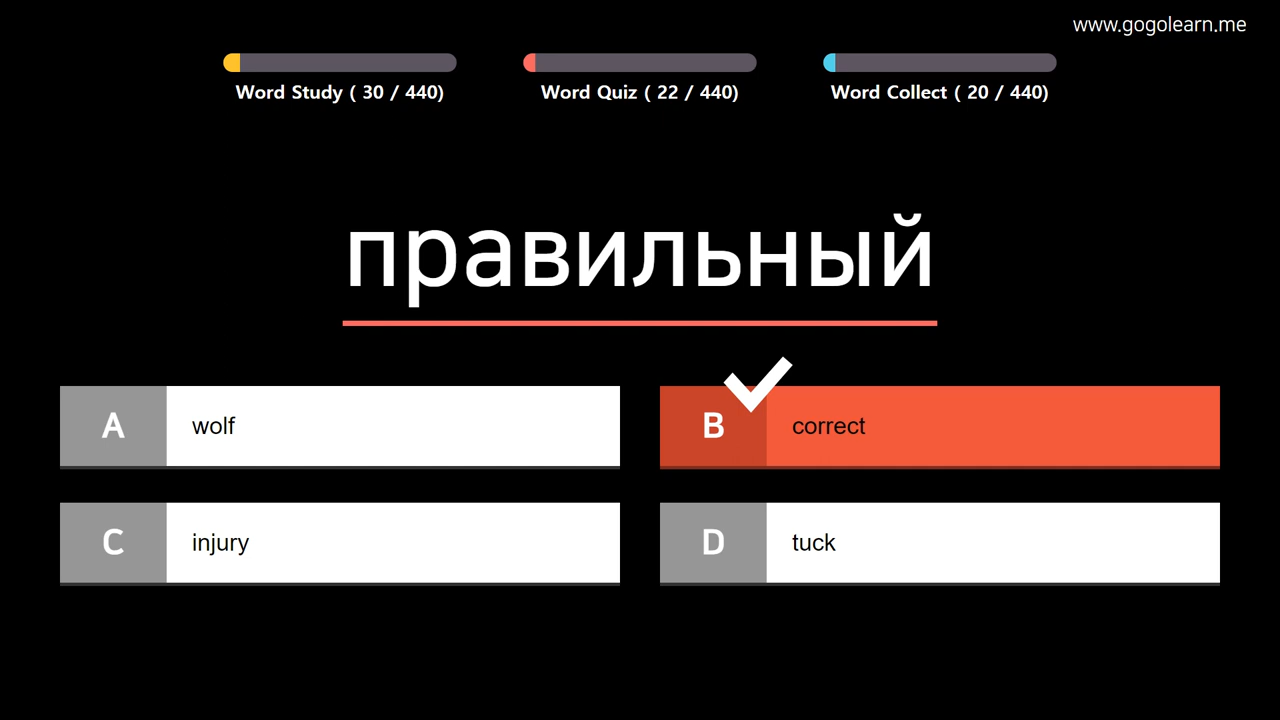 www.gogolearn.me
Word Study ( 30 / 440)
Word Quiz ( 22 / 440)
Word Collect ( 20 / 440)
правильный
A wolf
B correct
C injury
D tuck